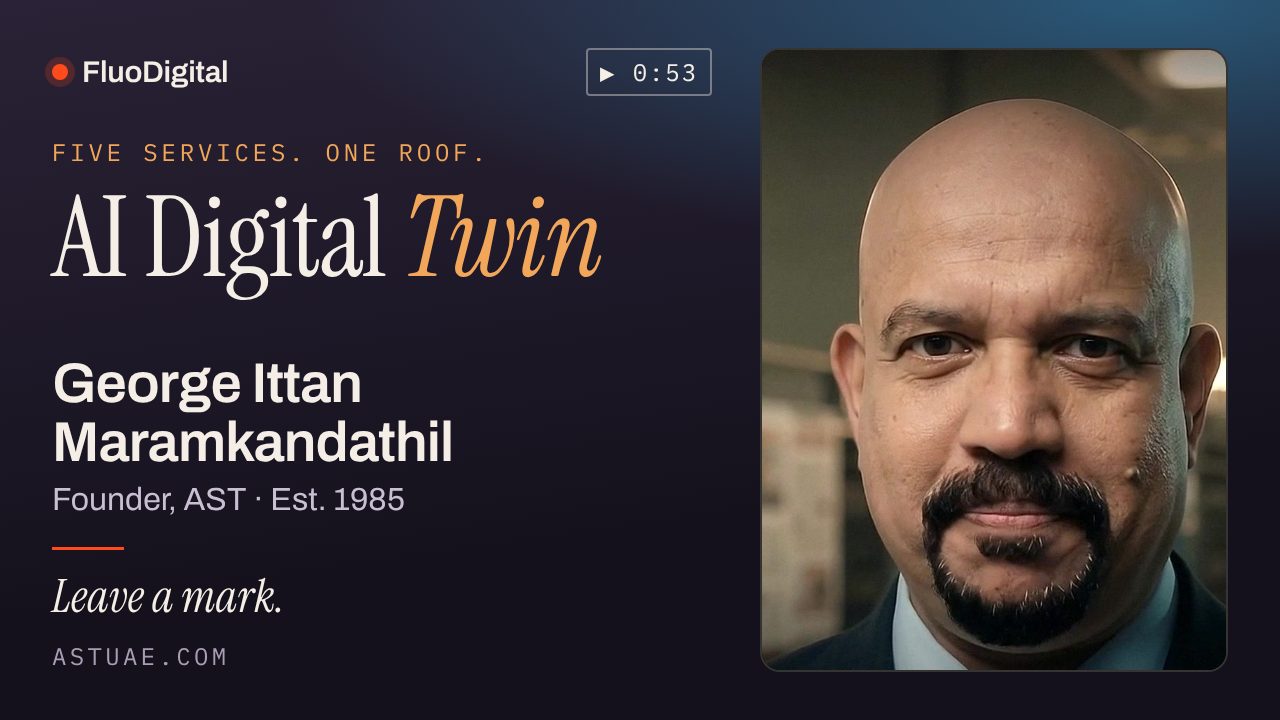 FluoDigital
▶ 0:53
FIVE SERVICES. ONE ROOF.
AI Digital Twin
George Ittan
Maramkandathil
Founder, AST · Est. 1985
Leave a mark.
ASTUAE.COM